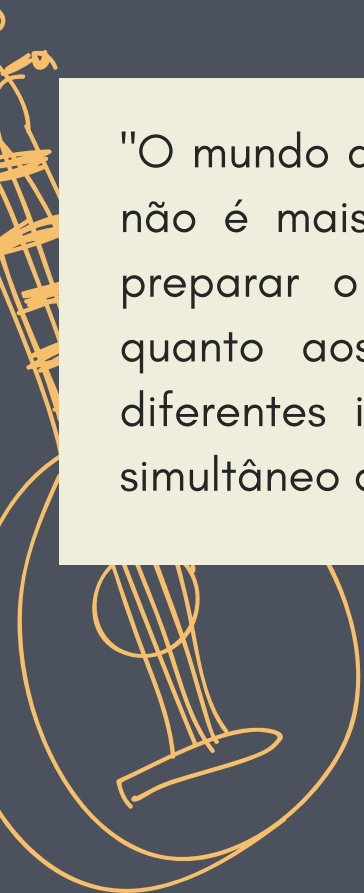 "O mundo
não é mais
preparar o
quanto aos
diferentes
simultâneo